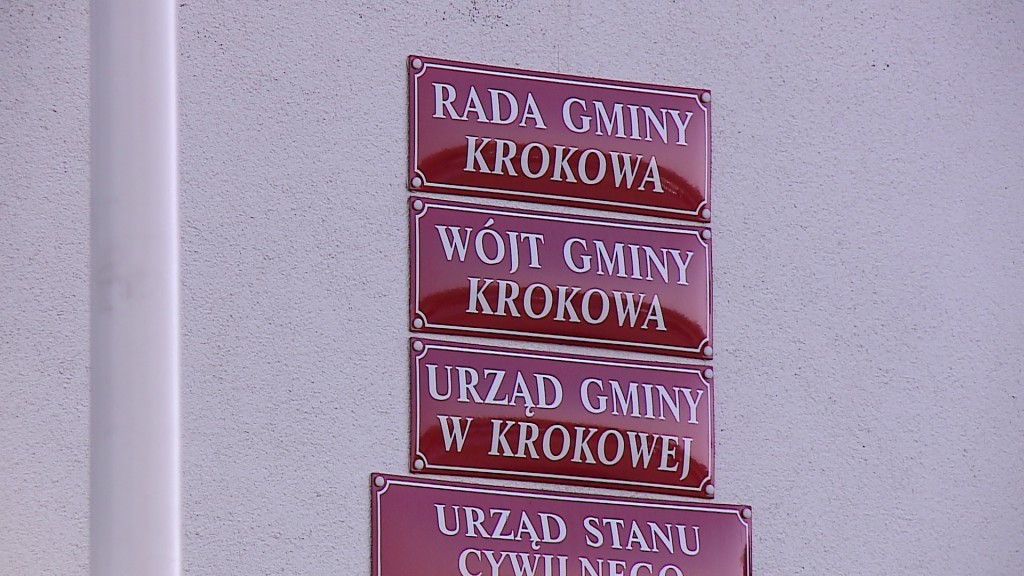 RADA GMINY
KROKOWA
WÓJT GMINY
KROKOWA
URZĄD GMINY
W KROKOWEJ
URZĄD STANU
CYWILNEGO